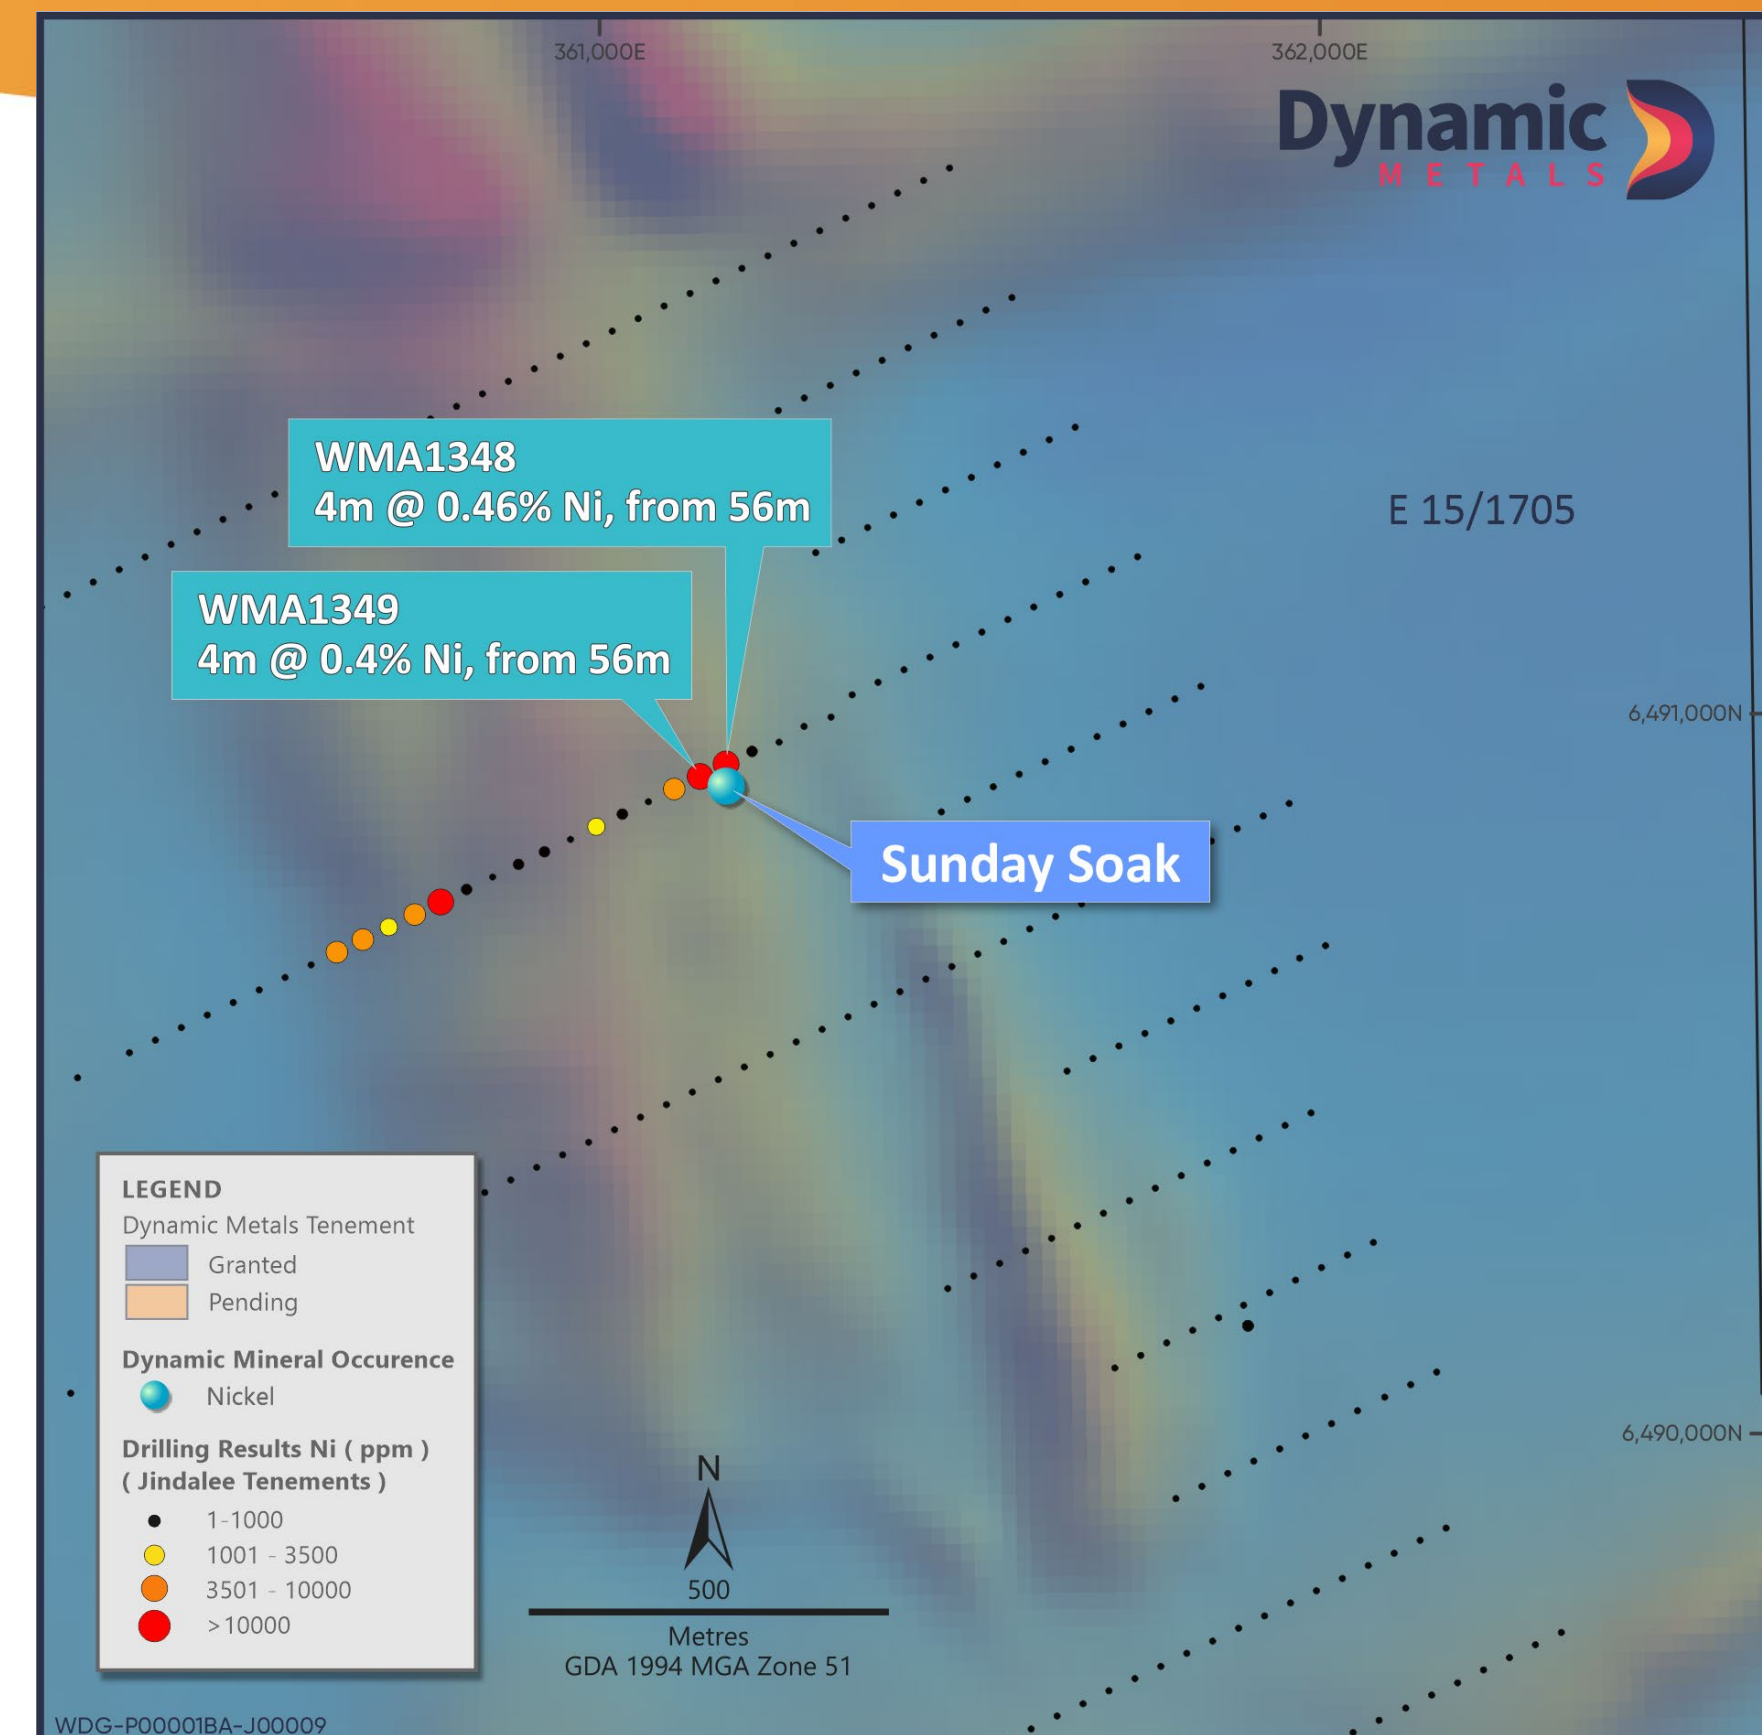 361,000E
362,000E
Dynamic
METALS
WMA1348
4m @ 0.46% Ni, from 56m
E 15/1705
WMA1349
4m @ 0.4% Ni, from 56m
6,491,000N
Sunday Soak
LEGEND
Dynamic Metals Tenement
Granted
Pending
Dynamic Mineral Occurence
Nickel
Drilling Results Ni ( ppm )
( Jindalee Tenements )
1-1000
1001 - 3500
3501 - 10000
>10000
6,490,000N
N
500
Metres
GDA 1994 MGA Zone 51
WDG-P00001BA-J00009